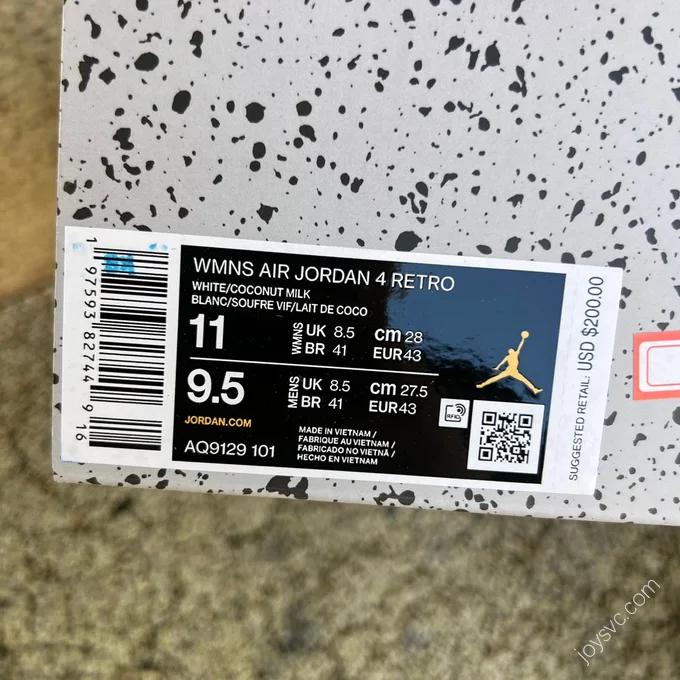 WMNS AIR JORDAN 4 RETRO
WHITE/COCONUT MILK
BLANC/SOUFRE VIF/LAIT DE COCO
11
WMNS
UK 8.5
cm 28
BR 41
EUR 43
9.5
MENS
UK 8.5
cm 27.5
BR 41
EUR 43
JORDAN.COM
AQ9129 101
MADE IN VIETNAM /
FABRIQUE AU VIETNAM /
FABRICADO NO VIETNÃ /
HECHO EN VIETNAM
RFID
1 97593 82744 9 16
SUGGESTED RETAIL: USD $200.00
joysvc.com